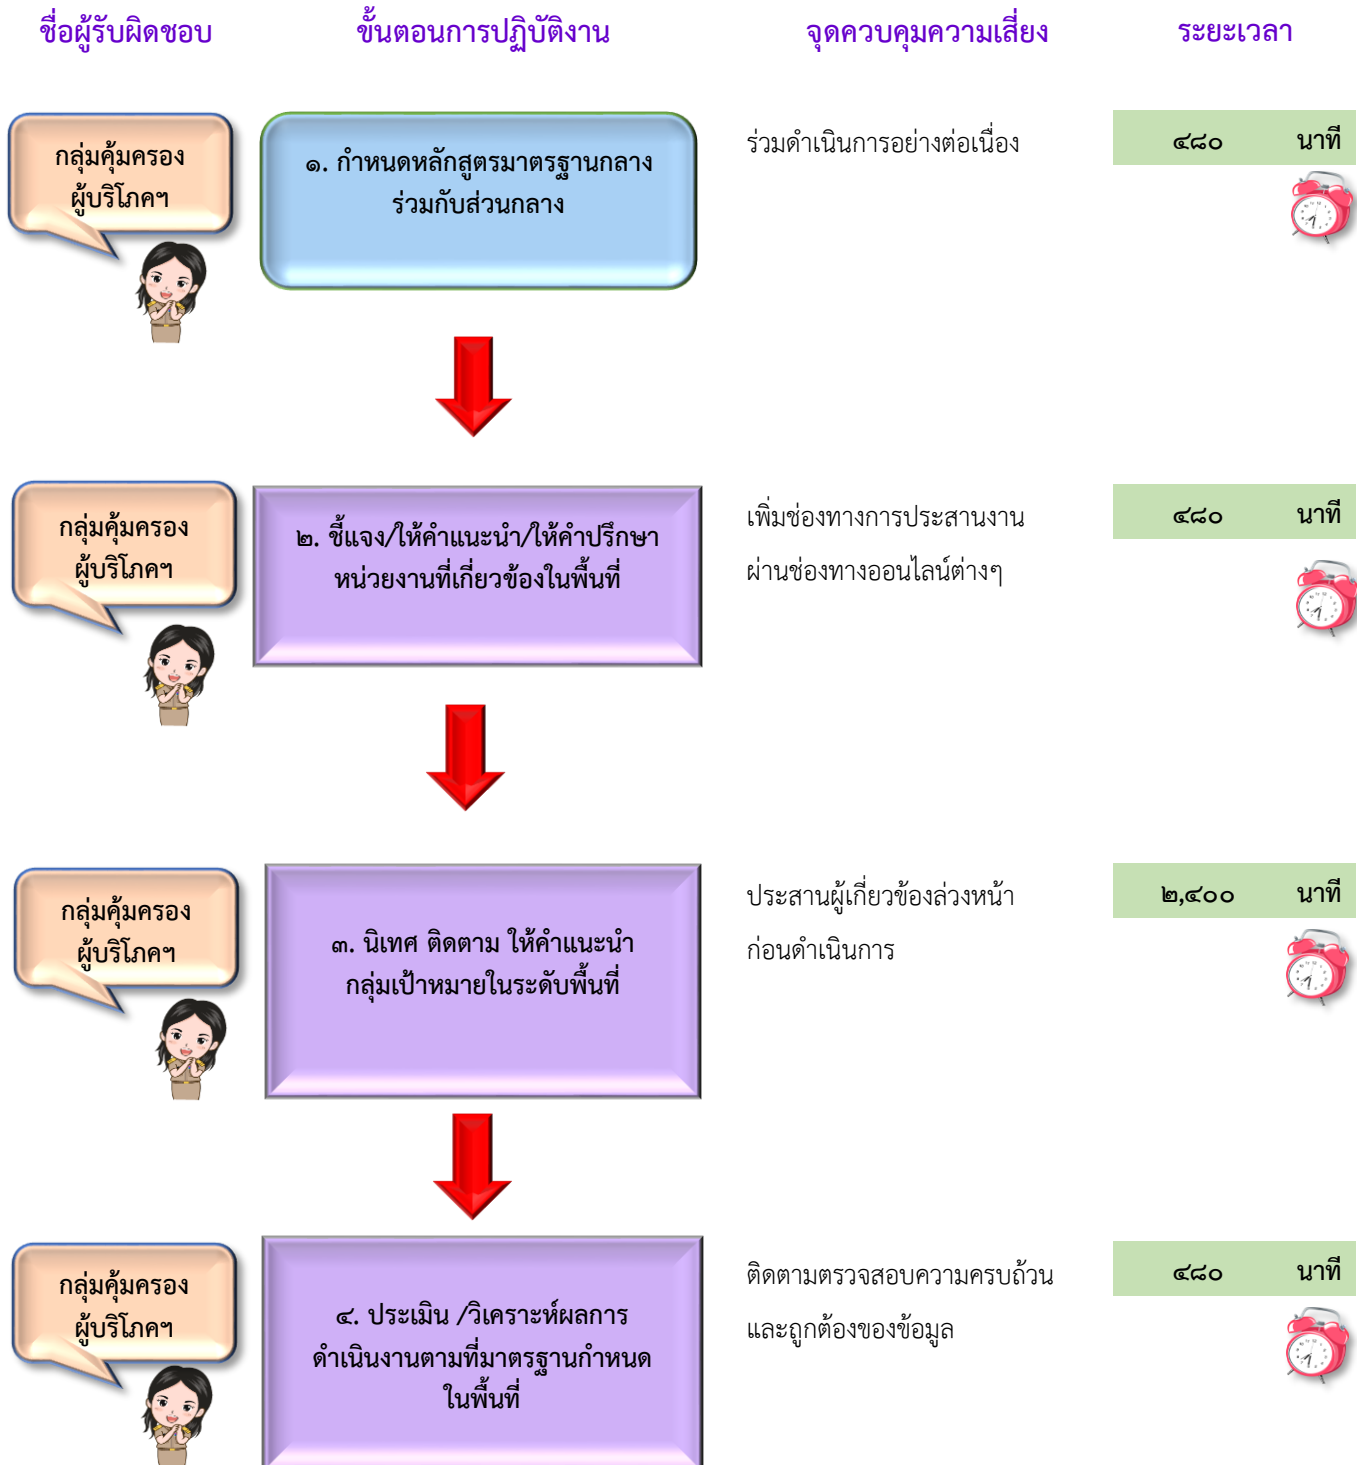 ชื่อผู้รับผิดชอบ ขั้นตอนการปฏิบัติงาน จุดควบคุมความเสี่ยง ระยะเวลา
กลุ่มคุ้มครอง
ผู้บริโภคฯ
๑. กำหนดหลักสูตรมาตรฐานกลาง
ร่วมกับส่วนกลาง
ร่วมดำเนินการอย่างต่อเนื่อง
๔๘๐ นาที
กลุ่มคุ้มครอง
ผู้บริโภคฯ
๒. ชี้แจง/ให้คำแนะนำ/ให้คำปรึกษา
หน่วยงานที่เกี่ยวข้องในพื้นที่
เพิ่มช่องทางการประสานงาน
ผ่านช่องทางออนไลน์ต่างๆ
๔๘๐ นาที
กลุ่มคุ้มครอง
ผู้บริโภคฯ
๓. นิเทศ ติดตาม ให้คำแนะนำ
กลุ่มเป้าหมายในระดับพื้นที่
ประสานผู้เกี่ยวข้องล่วงหน้า
ก่อนดำเนินการ
๒,๔๐๐ นาที
กลุ่มคุ้มครอง
ผู้บริโภคฯ
๔. ประเมิน /วิเคราะห์ผลการ
ดำเนินงานตามที่มาตรฐานกำหนด
ในพื้นที่
ติดตามตรวจสอบความครบถ้วน
และถูกต้องของข้อมูล
๔๘๐ นาที